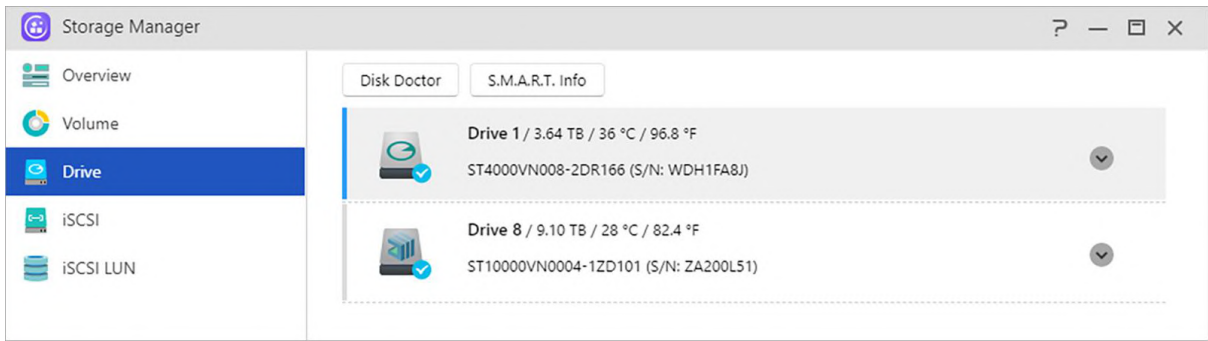 Storage Manager
Overview
Volume
Drive
iSCSI
iSCSI LUN
Disk Doctor
S.M.A.R.T. Info
Drive 1 / 3.64 TB / 36 °C / 96.8 °F
ST4000VN008-2DR166 (S/N: WDH1FA8J)
Drive 8 / 9.10 TB / 28 °C / 82.4 °F
ST10000VN0004-1ZD101 (S/N: ZA200L51)